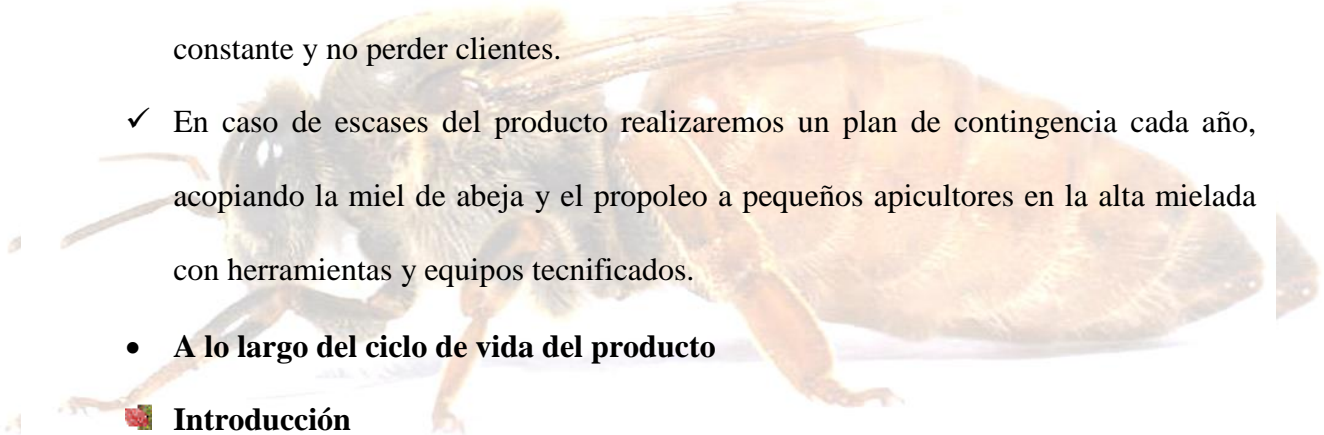 constante y no perder clientes.
✓ En caso de escases del producto realizaremos un plan de contingencia cada año,
acopiando la miel de abeja y el propoleo a pequeños apicultores en la alta mielada
con herramientas y equipos tecnificados.
• A lo largo del ciclo de vida del producto
Introducción